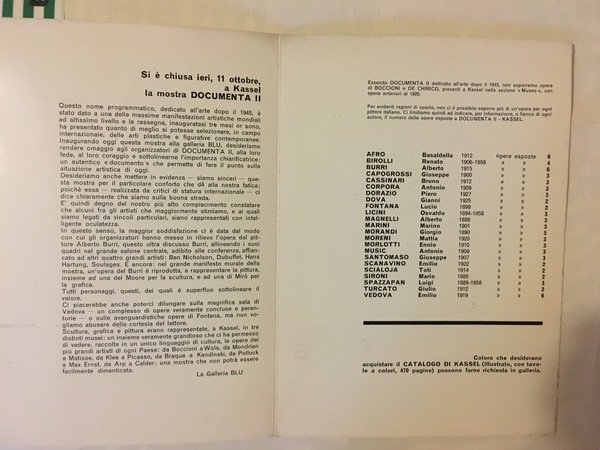 Si è chiusa ieri, 11 ottobre,
a Kassel
la mostra DOCUMENTA II
Questo nome programmatico, dedicato all'arte dopo il 1945, è
stato dato a una delle massime manifestazioni artistiche mondiali
ad altissimo livello e la rassegna, inauguratasi tre mesi or sono,
ha presentato quanto di meglio si potesse selezionare, in campo
internazionale, delle arti plastiche e figurative contemporanee.
Inaugurando oggi questa mostra alla galleria BLU, desideriamo
rendere omaggio agli organizzatori di DOCUMENTA II, alla loro
fede, al loro coraggio e sottolinearne l'importanza chiarificatrice:
un autentico « documento » che permette di fare il punto sulla
situazione artistica di oggi.
Desideriamo anche mettere in evidenza — siamo sinceri — que-
sta mostra per il particolare conforto che dà alla nostra fatica;
poichè essa — realizzata da critici di statura internazionale — ci
dice chiaramente che siamo sulla buona strada.
E' quindi degno del nostro più alto compiacimento constatare
che alcuni fra gli artisti che maggiormente stimiamo, e ai quali
siamo legati da vincoli particolari, siano rappresentati con intelli-
gente oculatezza.
In questo senso, la maggior soddisfazione ci è data dal modo
con cui gli organizzatori hanno messo in rilievo l'opera del pit-
tore Alberto Burri, questo ultra discusso Burri, allineando i suoi
quadri nel grande salone centrale, adibito alle conferenze, affian-
cato ad altri quattro grandi artisti: Ben Nicholson, Dubuffet, Hans
Hartung, Soulages. E ancora: nel grande manifesto murale della
mostra, un'opera del Burri è riprodotta, a rappresentare la pittura,
insieme ad una del Moore per la scultura, e ad una di Mirò per
la grafica.
Tutti personaggi, questi, dei quali è superfluo sottolineare il
valore.
Ci piacerebbe anche poterci dilungare sulla magnifica sala di
Vedova — un complesso di opere veramente concluse e peren-
torie — o sulle avanguardistiche opere di Fontana, ma non vo-
gliamo abusare della cortesia del lettore.
Scultura, grafica e pittura erano rappresentate, a Kassel, in tre
distinti musei: un insieme veramente grandioso che ci ha permesso
di vedere, raccolte in un unico linguaggio di cultura, le opere dei
più grandi artisti di ogni Paese: da Boccioni a Wols, da Mondrian
a Matisse, da Klee a Picasso, da Braque a Kandinski, da Pollock
a Max Ernst, da Arp a Calder; una mostra che non potrà essere
facilmente dimenticata.
La Galleria BLU
Essendo DOCUMENTA II dedicato all'arte dopo il 1945, non esporremo opere
di BOCCIONI e DE CHIRICO, presenti a Kassel nella sezione « Museo », con
opere anteriori al 1920.
Per evidenti ragioni di spazio, non ci è possibile esporre più di un'opera per ogni
pittore italiano. Ci limitiamo quindi ad indicare, per informazione, a fianco di ogni
autore, il numero delle opere esposte a DOCUMENTA II - KASSEL.
AFRO Basaldella 1912 opere esposte 6
BIROLLI Renato 1906-1959 » » 4
BURRI Alberto 1915 » » 6
CAPOGROSSI Giuseppe 1900 » »
CASSINARI Bruno 1912 » » 3
CORPORA Antonio 1909 » » 3
DORAZIO Piero 1927 » » 3
DOVA Gianni 1925 » » 2
FONTANA Lucio 1899 » »
LICINI Osvaldo 1894-1958 » » 3
MAGNELLI Alberto 1888 » » 3
MARINI Marino 1901 » » 3
MORANDI Giorgio 1890 » » 3
MORENI Mattia 1920 » »
MORLOTTI Ennio 1910 » » 3
MUSIC Antonio 1909 » » 3
SANTOMASO Giuseppe 1907 » » 3
SCANAVINO Emilio 1922 » » 2
SCIALOJA Toti 1914 » » 2
SIRONI Mario 1885 » » 2
SPAZZAPAN Luigi 1889-1958 » » 3
TURCATO Giulio 1912 » » 2
VEDOVA Emilio 1919 » » 6
Coloro che desiderano
acquistare il CATALOGO DI KASSEL (illustrato, con tavo-
le a colori, 470 pagine) possono farne richiesta in galleria.